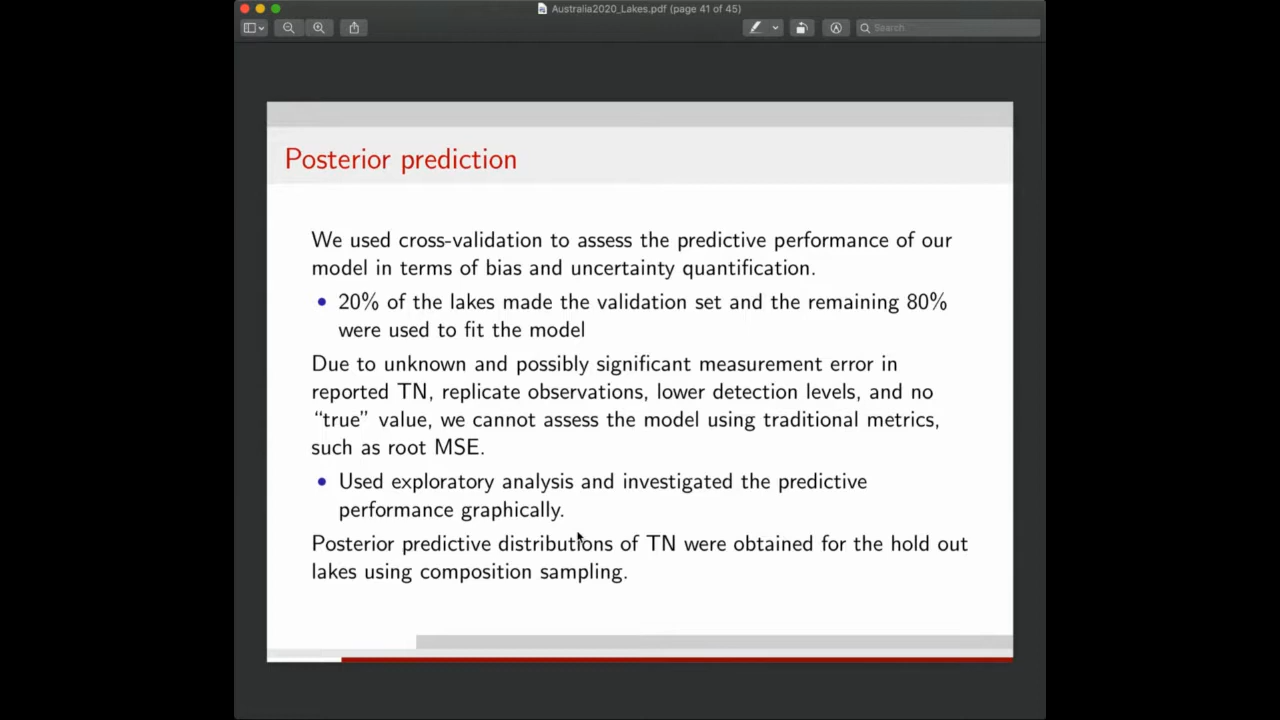 Australia2020_Lakes.pdf (page 41 of 45)
Search
Posterior prediction
We used cross-validation to assess the predictive performance of our
model in terms of bias and uncertainty quantification.
• 20% of the lakes made the validation set and the remaining 80%
were used to fit the model
Due to unknown and possibly significant measurement error in
reported TN, replicate observations, lower detection levels, and no
“true” value, we cannot assess the model using traditional metrics,
such as root MSE.
• Used exploratory analysis and investigated the predictive
performance graphically.
Posterior predictive distributions of TN were obtained for the hold out
lakes using composition sampling.